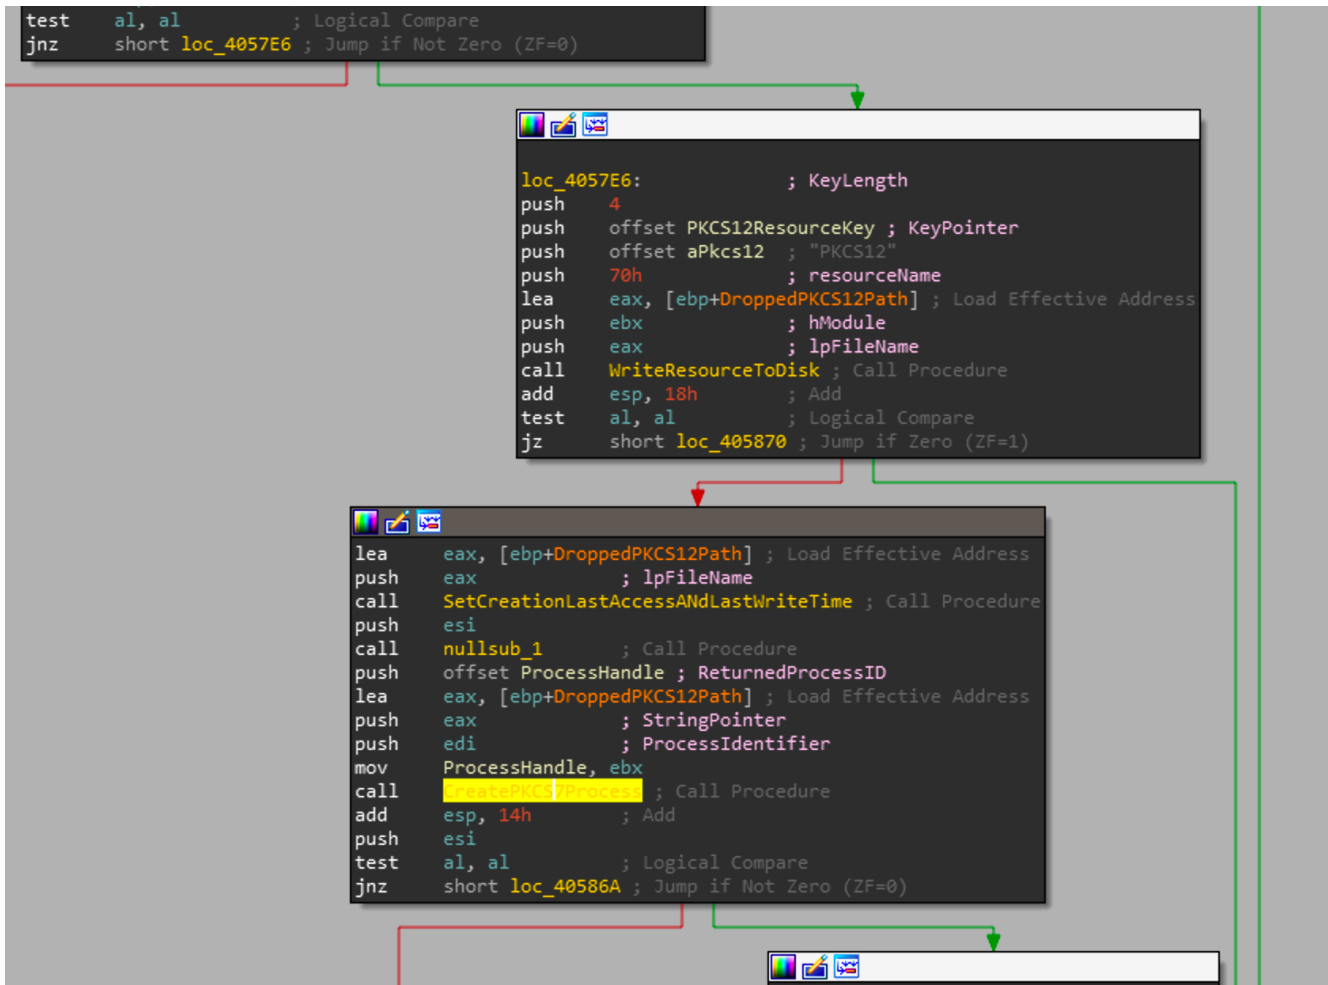 test al, al ; Logical Compare
jnz short loc_4057E6 ; Jump if Not Zero (ZF=0)
loc_4057E6: ; KeyLength
push 4
push offset PKCS12ResourceKey ; KeyPointer
push offset aPkcs12 ; "PKCS12"
push 70h ; resourceName
lea eax, [ebp+DroppedPKCS12Path] ; Load Effective Address
push ebx ; hModule
push eax ; lpFileName
call WriteResourceToDisk ; Call Procedure
add esp, 18h ; Add
test al, al ; Logical Compare
jz short loc_405870 ; Jump if Zero (ZF=1)
lea eax, [ebp+DroppedPKCS12Path] ; Load Effective Address
push eax ; lpFileName
call SetCreationLastAccessANdLastWriteTime ; Call Procedure
push esi
call nullsub_1 ; Call Procedure
push offset ProcessHandle ; ReturnedProcessID
lea eax, [ebp+DroppedPKCS12Path] ; Load Effective Address
push eax ; StringPointer
push edi ; ProcessIdentifier
mov ProcessHandle, ebx
call CreatePKCS7Process ; Call Procedure
add esp, 14h ; Add
push esi
test al, al ; Logical Compare
jnz short loc_40586A ; Jump if Not Zero (ZF=0)